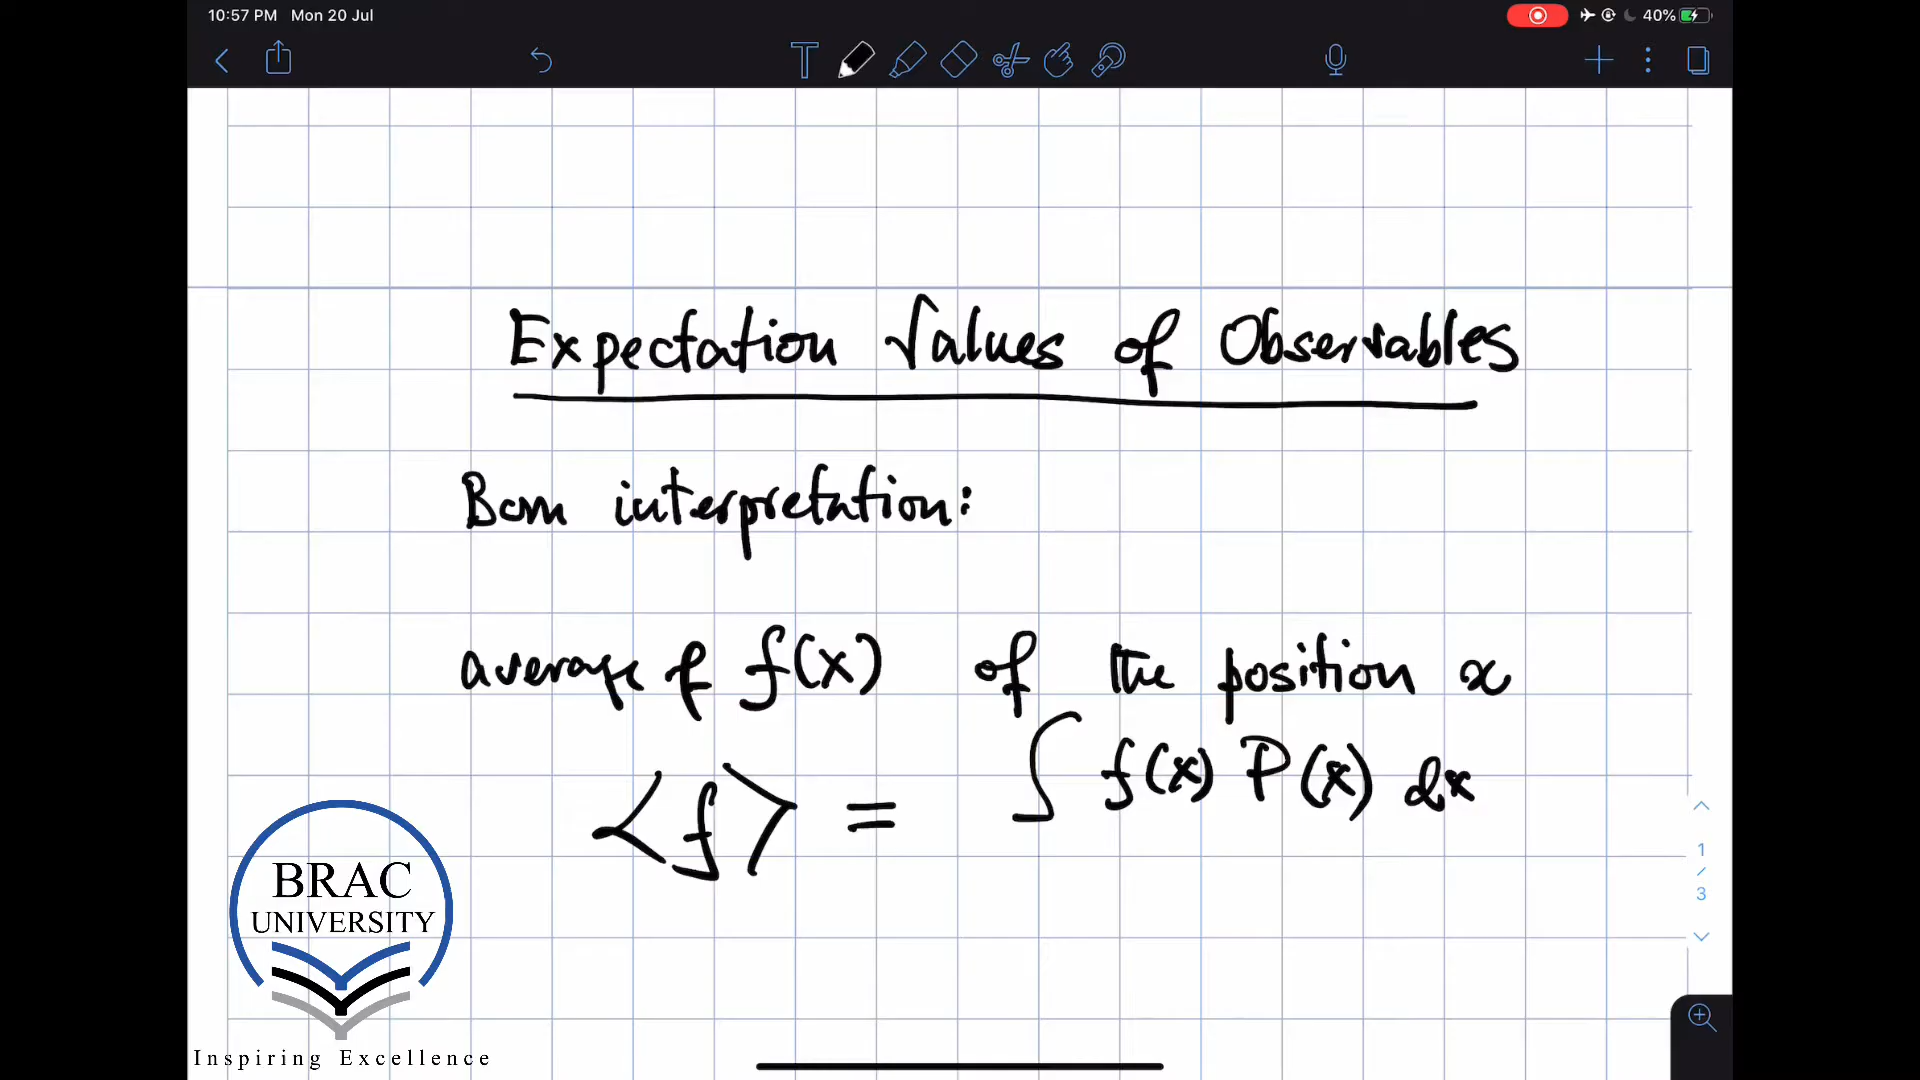 10:57 PM Mon 20 Jul
40%
Expectation Values of Observables
Born interpretation:
average of f(x) of the position x
<f> = ∫ f(x) P(x) dx
1
/
3
BRAC
UNIVERSITY
Inspiring Excellence